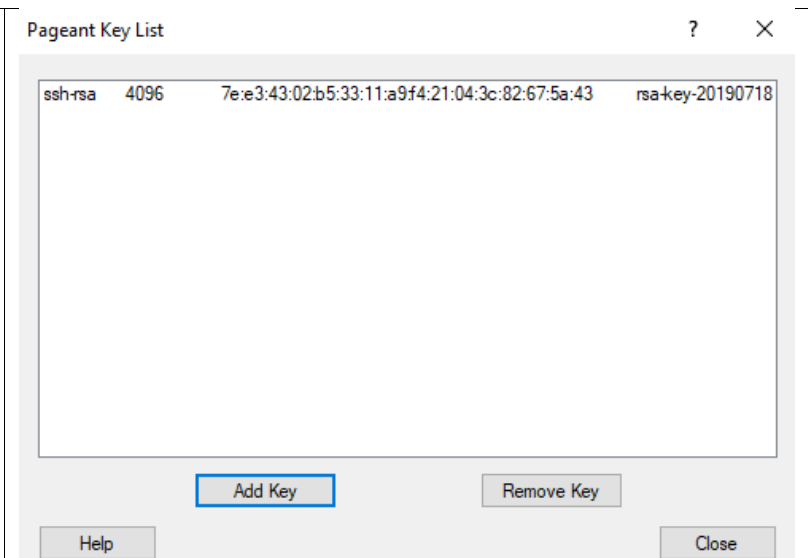 Pageant Key List
ssh-rsa 4096 7e:e3:43:02:b5:33:11:a9:f4:21:04:3c:82:67:5a:43 rsa-key-20190718
Add Key Remove Key
Help Close